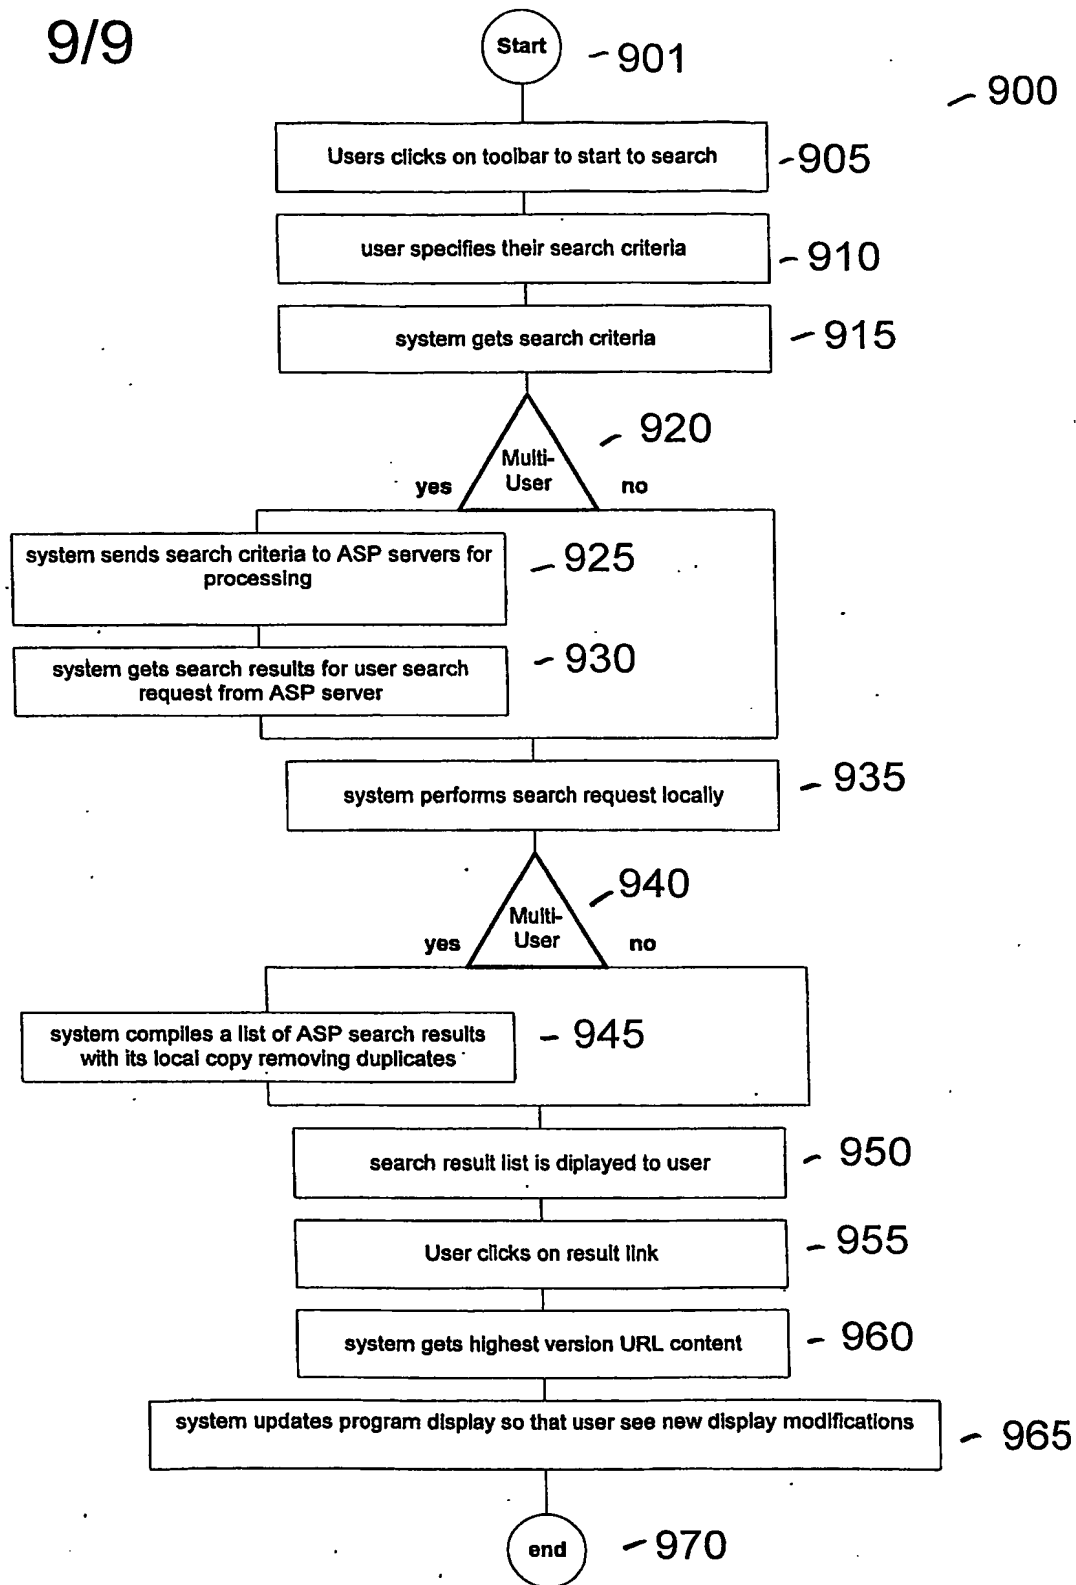 9/9
Start
901
900
Users clicks on toolbar to start to search
905
user specifies their search criteria
910
system gets search criteria
915
920
Multi-
User
yes
no
system sends search criteria to ASP servers for
processing
925
system gets search results for user search
request from ASP server
930
system performs search request locally
935
940
Multi-
User
yes
no
system compiles a list of ASP search results
with its local copy removing duplicates
945
search result list is diplayed to user
950
User clicks on result link
955
system gets highest version URL content
960
system updates program display so that user see new display modifications
965
end
970